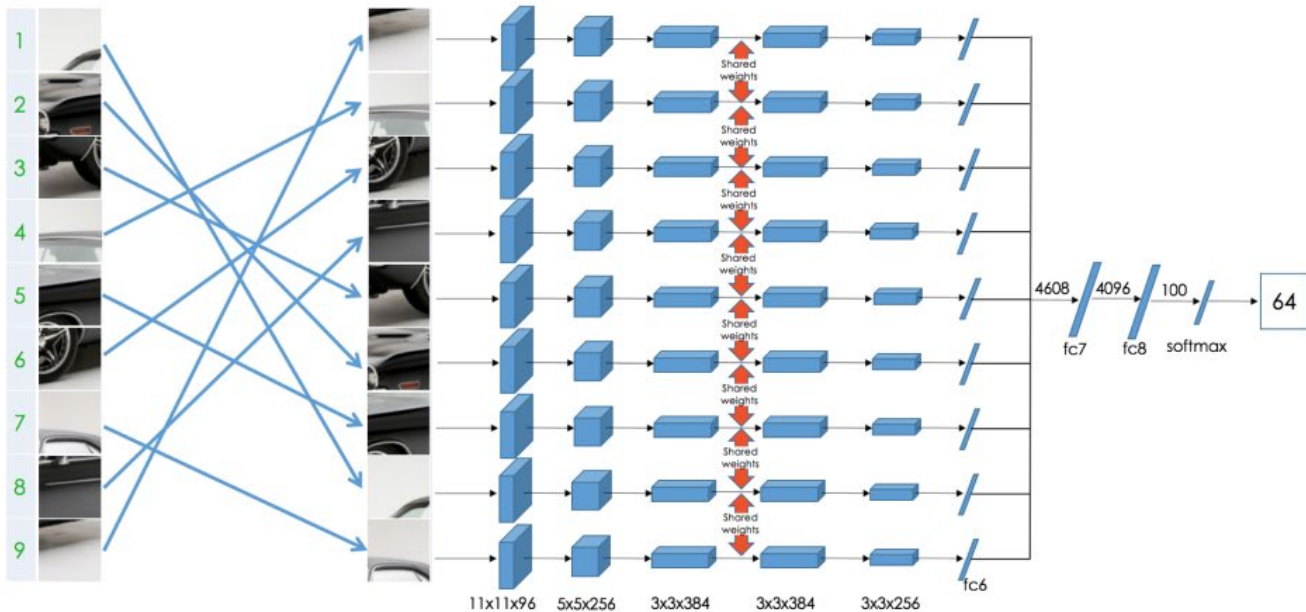 1
2
3
4
5
6
7
8
9
Shared
weights
Shared
weights
Shared
weights
Shared
weights
Shared
weights
Shared
weights
Shared
weights
Shared
weights
4608
4096
100
64
fc7
fc8
softmax
fc6
11x11x96 5x5x256 3x3x384 3x3x384 3x3x256